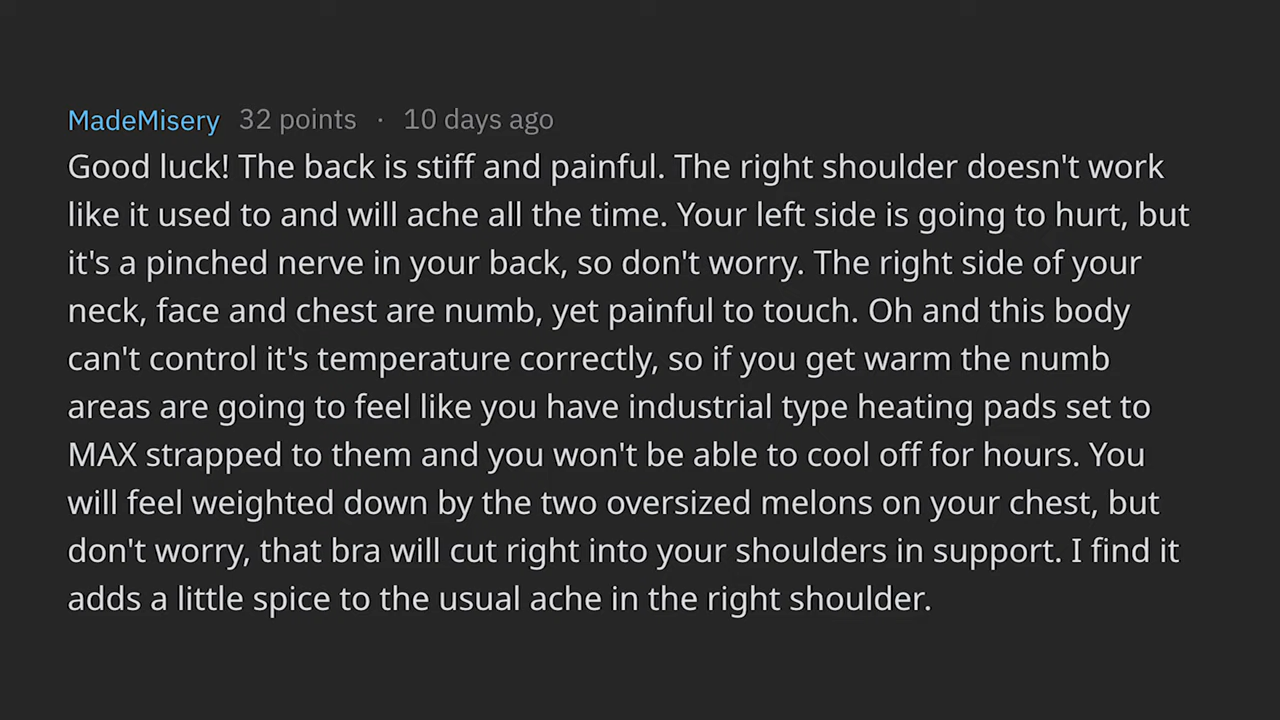 MadeMisery 32 points · 10 days ago
Good luck! The back is stiff and painful. The right shoulder doesn't work
like it used to and will ache all the time. Your left side is going to hurt, but
it's a pinched nerve in your back, so don't worry. The right side of your
neck, face and chest are numb, yet painful to touch. Oh and this body
can't control it's temperature correctly, so if you get warm the numb
areas are going to feel like you have industrial type heating pads set to
MAX strapped to them and you won't be able to cool off for hours. You
will feel weighted down by the two oversized melons on your chest, but
don't worry, that bra will cut right into your shoulders in support. I find it
adds a little spice to the usual ache in the right shoulder.